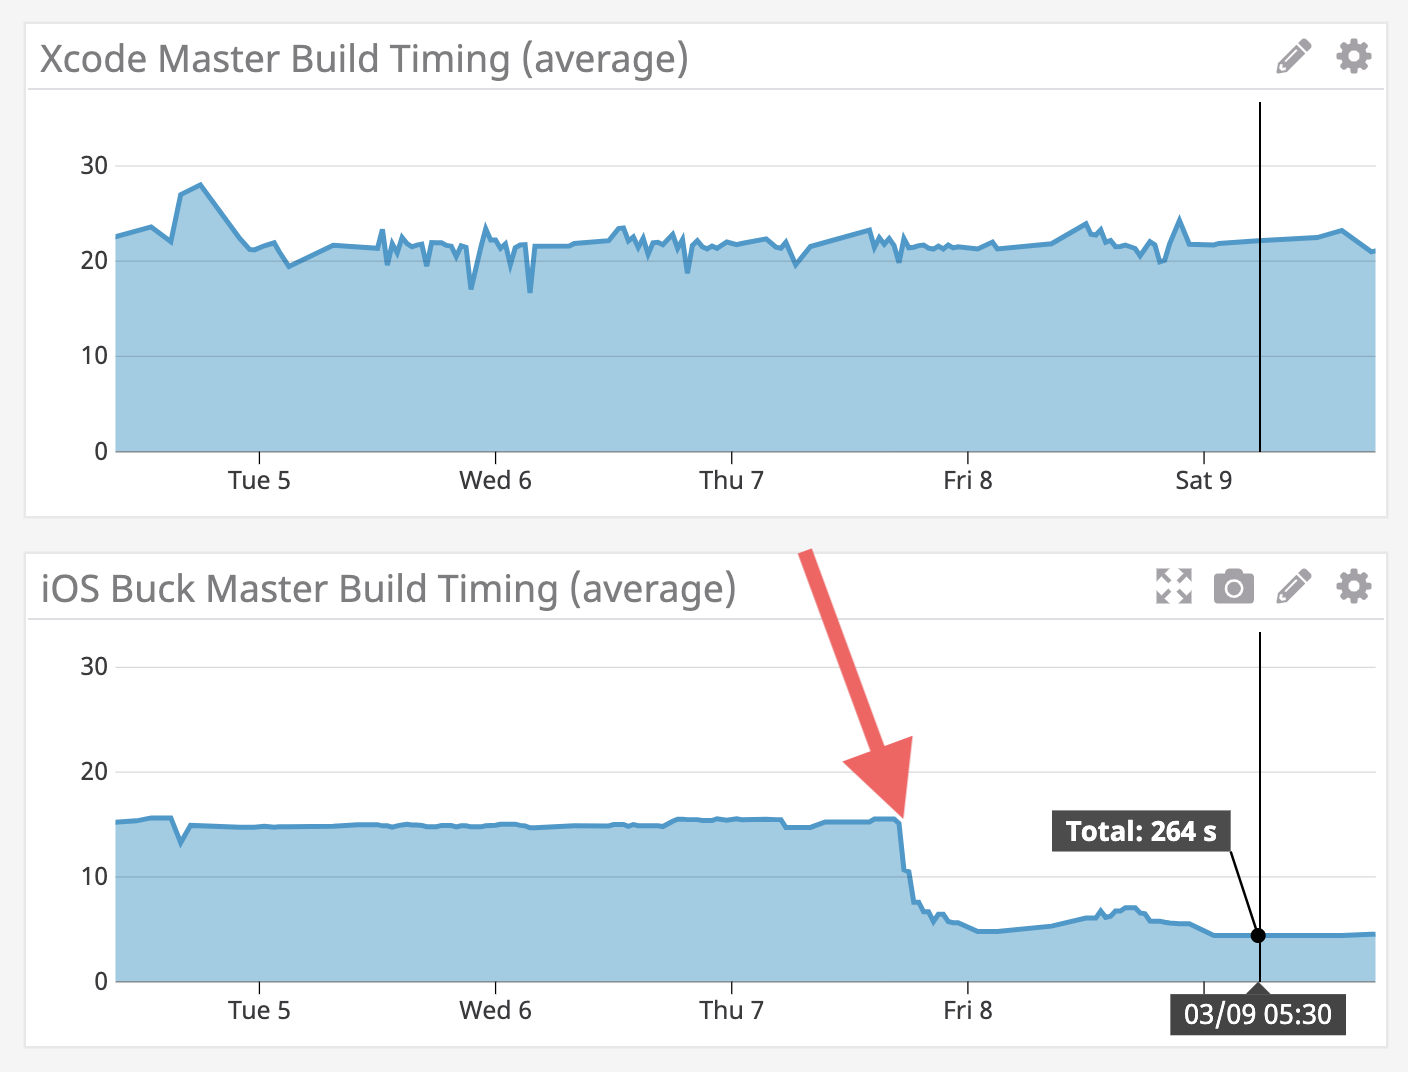 Xcode Master Build Timing (average)
30
20
10
0
Tue 5 Wed 6 Thu 7 Fri 8 Sat 9
iOS Buck Master Build Timing (average)
30
20
Total: 264 s
10
0
Tue 5 Wed 6 Thu 7 Fri 8 03/09 05:30